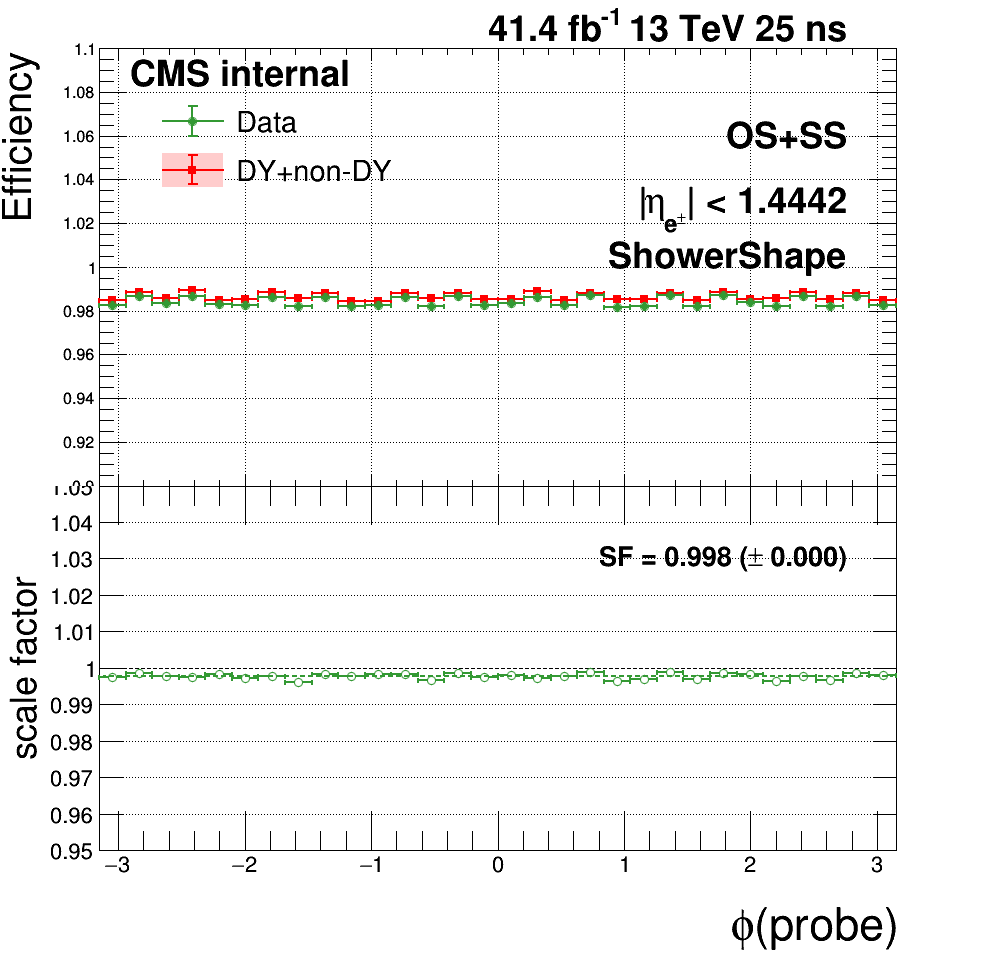 41.4 fb⁻¹ 13 TeV 25 ns
Efficiency
1.1
1.08
1.06
1.04
1.02
1
0.98
0.96
0.94
0.92
CMS internal
Data
DY+non-DY
OS+SS
|ηe±| < 1.4442
ShowerShape
scale factor
1.04
1.03
1.02
1.01
1
0.99
0.98
0.97
0.96
0.95
SF = 0.998 (± 0.000)
−3 −2 −1 0 1 2 3
ϕ(probe)